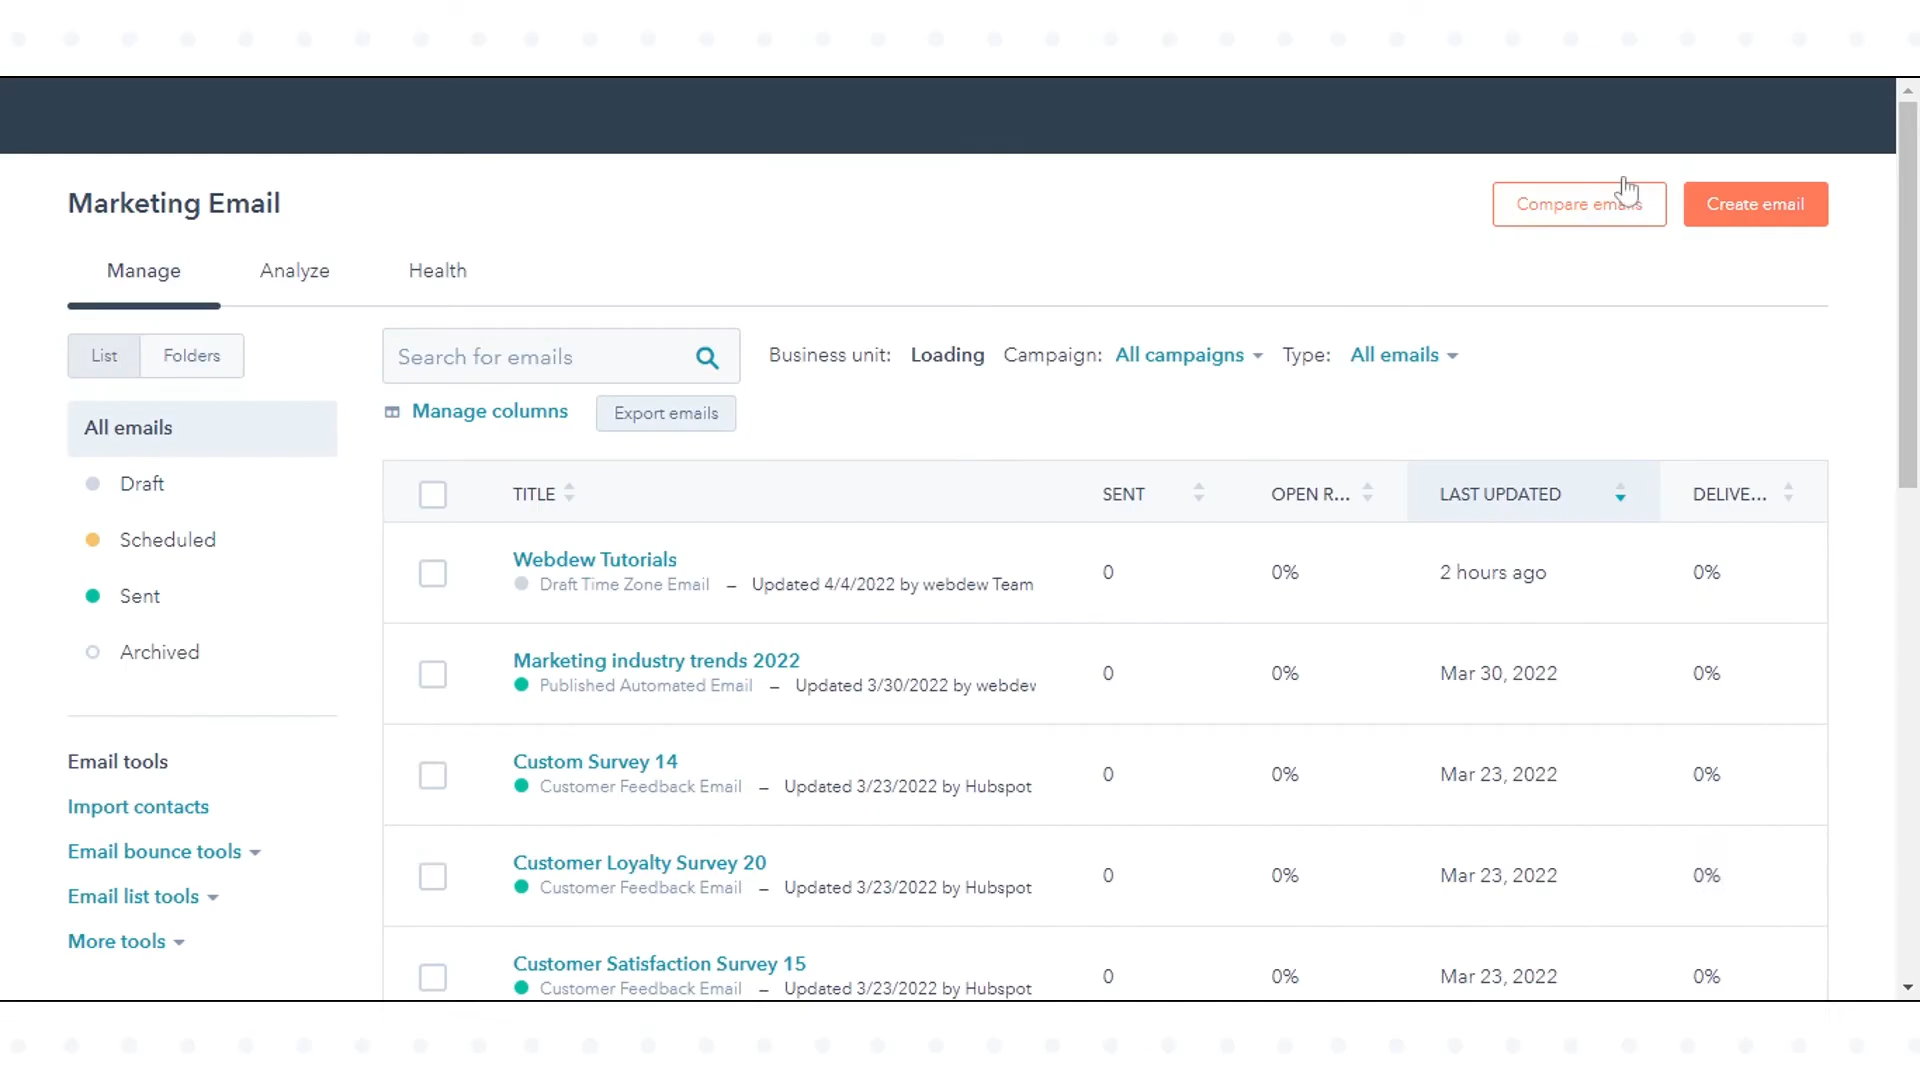 Marketing Email
Compare emails
Create email
Manage
Analyze
Health
List
Folders
Search for emails
Business unit: Loading Campaign: All campaigns Type: All emails
Manage columns
Export emails
All emails
Draft
Scheduled
Sent
Archived
Email tools
Import contacts
Email bounce tools
Email list tools
More tools
TITLE SENT OPEN R... LAST UPDATED DELIVE...
Webdew Tutorials
Draft Time Zone Email – Updated 4/4/2022 by webdew Team
0 0% 2 hours ago 0%
Marketing industry trends 2022
Published Automated Email – Updated 3/30/2022 by webdev
0 0% Mar 30, 2022 0%
Custom Survey 14
Customer Feedback Email – Updated 3/23/2022 by Hubspot
0 0% Mar 23, 2022 0%
Customer Loyalty Survey 20
Customer Feedback Email – Updated 3/23/2022 by Hubspot
0 0% Mar 23, 2022 0%
Customer Satisfaction Survey 15
Customer Feedback Email – Updated 3/23/2022 by Hubspot
0 0% Mar 23, 2022 0%